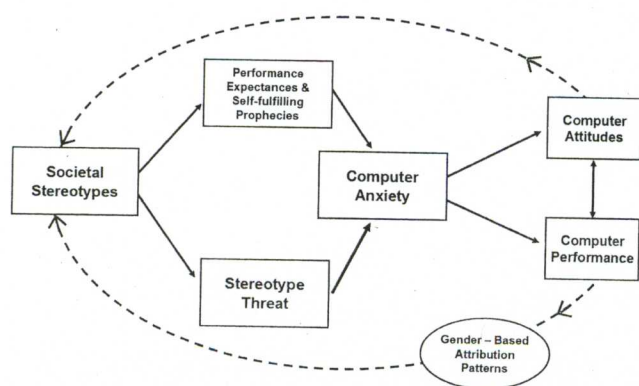 Performance
Expectances &
Self-fulfilling
Prophecies
Societal
Stereotypes
Computer
Anxiety
Computer
Attitudes
Computer
Performance
Stereotype
Threat
Gender – Based
Attribution
Patterns